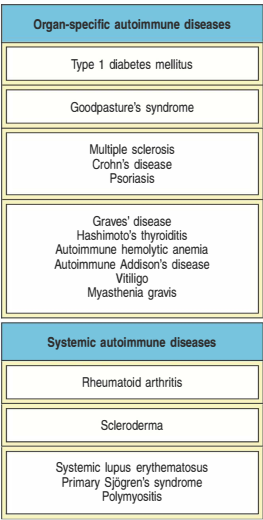 Organ-specific autoimmune diseases
Type 1 diabetes mellitus
Goodpasture's syndrome
Multiple sclerosis
Crohn's disease
Psoriasis
Graves' disease
Hashimoto's thyroiditis
Autoimmune hemolytic anemia
Autoimmune Addison's disease
Vitiligo
Myasthenia gravis
Systemic autoimmune diseases
Rheumatoid arthritis
Scleroderma
Systemic lupus erythematosus
Primary Sjögren's syndrome
Polymyositis